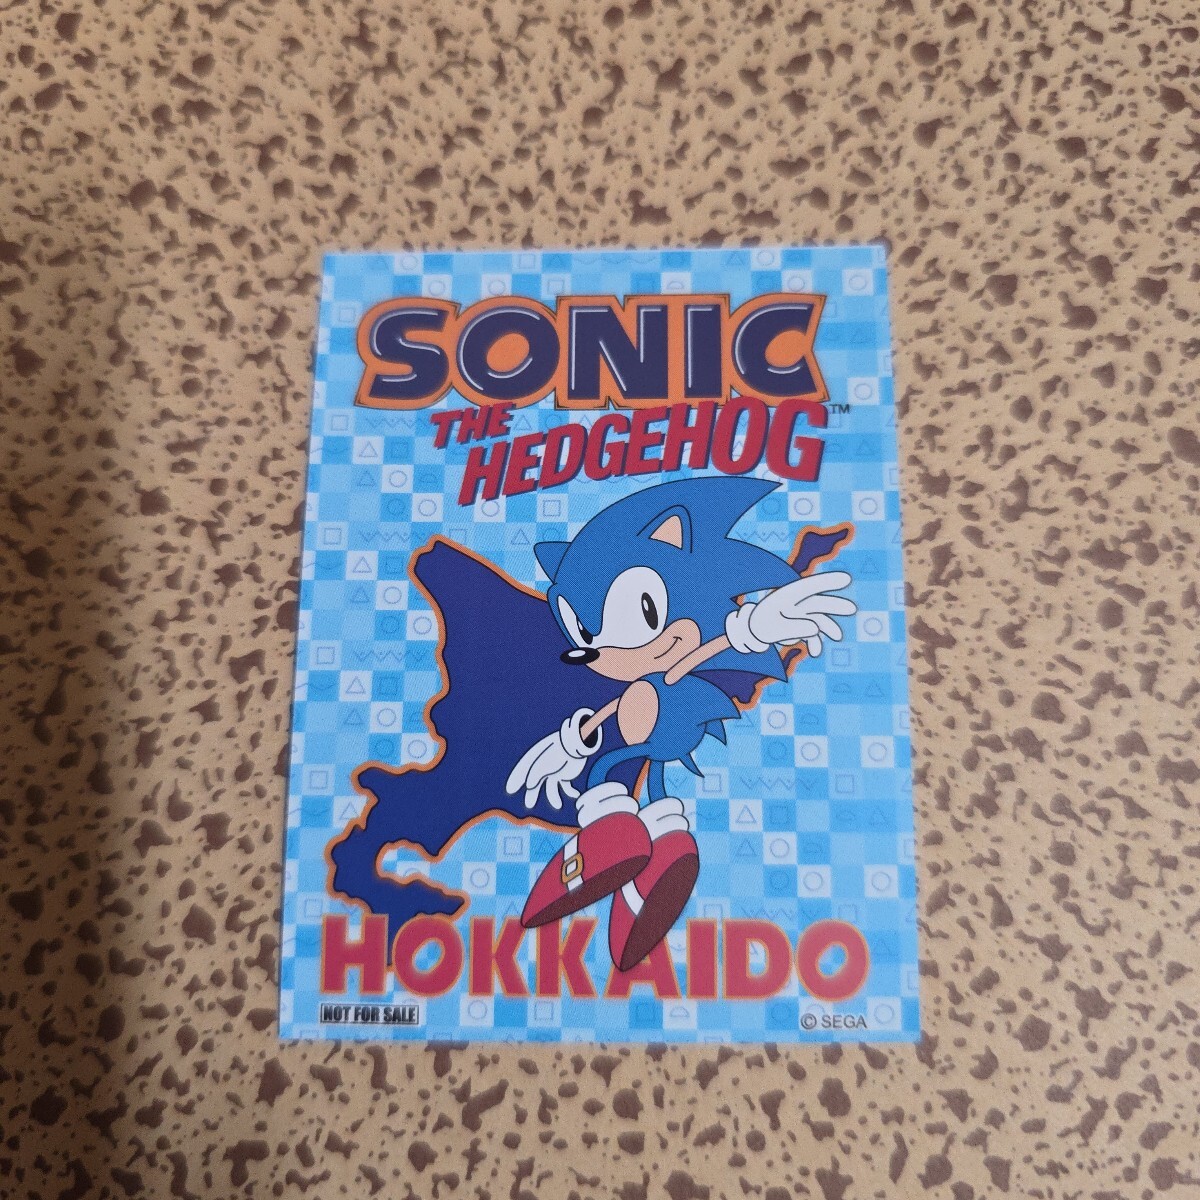 SONIC
THE
HEDGEHOG™
HOKKAIDO
NOT FOR SALE
© SEGA